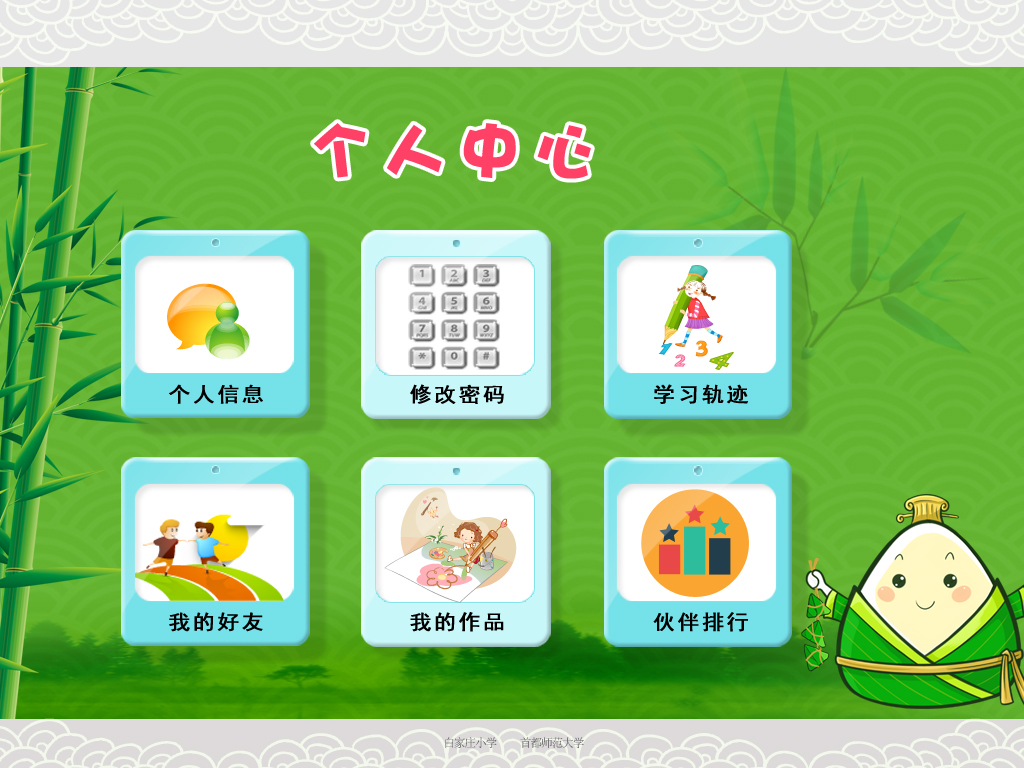 个人中心
1 2 3
ABC DEF
4 5 6
7 8 9
* 0 #
1 2 3 4
个人信息 修改密码 学习轨迹
我的好友 我的作品 伙伴排行
白家庄小学 首都师范大学